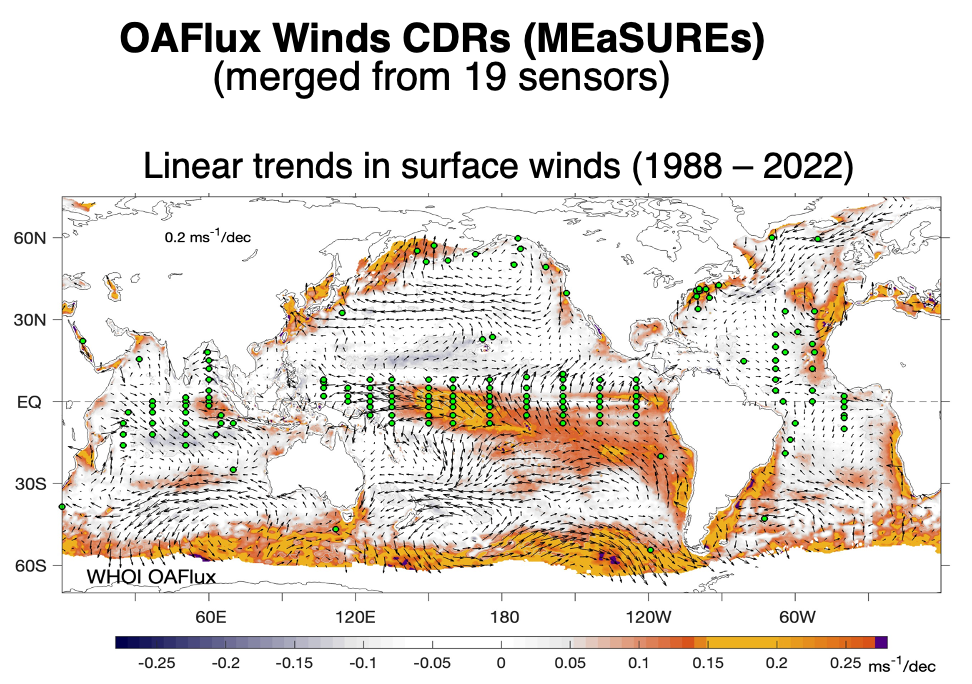 OAFlux Winds CDRs (MEaSUREs)
(merged from 19 sensors)
Linear trends in surface winds (1988 – 2022)
60N
0.2 ms⁻¹/dec
30N
EQ
30S
60S
WHOI OAFlux
60E 120E 180 120W 60W
-0.25 -0.2 -0.15 -0.1 -0.05 0 0.05 0.1 0.15 0.2 0.25 ms⁻¹/dec